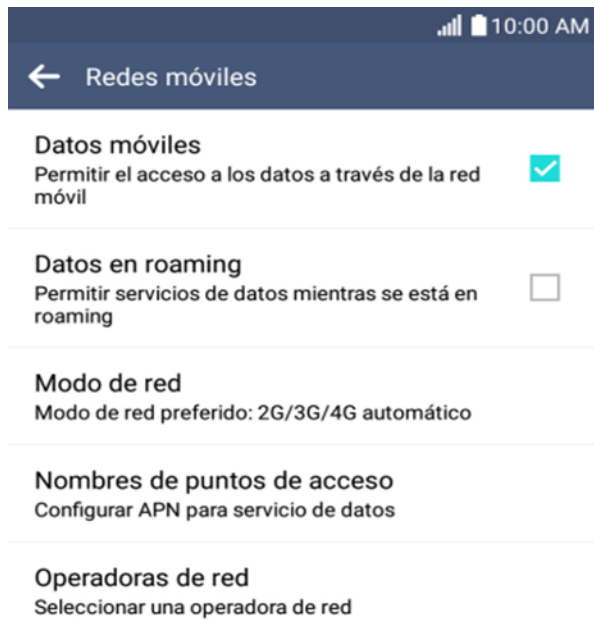 10:00 AM
Redes móviles
Datos móviles
Permitir el acceso a los datos a través de la red
móvil
Datos en roaming
Permitir servicios de datos mientras se está en
roaming
Modo de red
Modo de red preferido: 2G/3G/4G automático
Nombres de puntos de acceso
Configurar APN para servicio de datos
Operadoras de red
Seleccionar una operadora de red